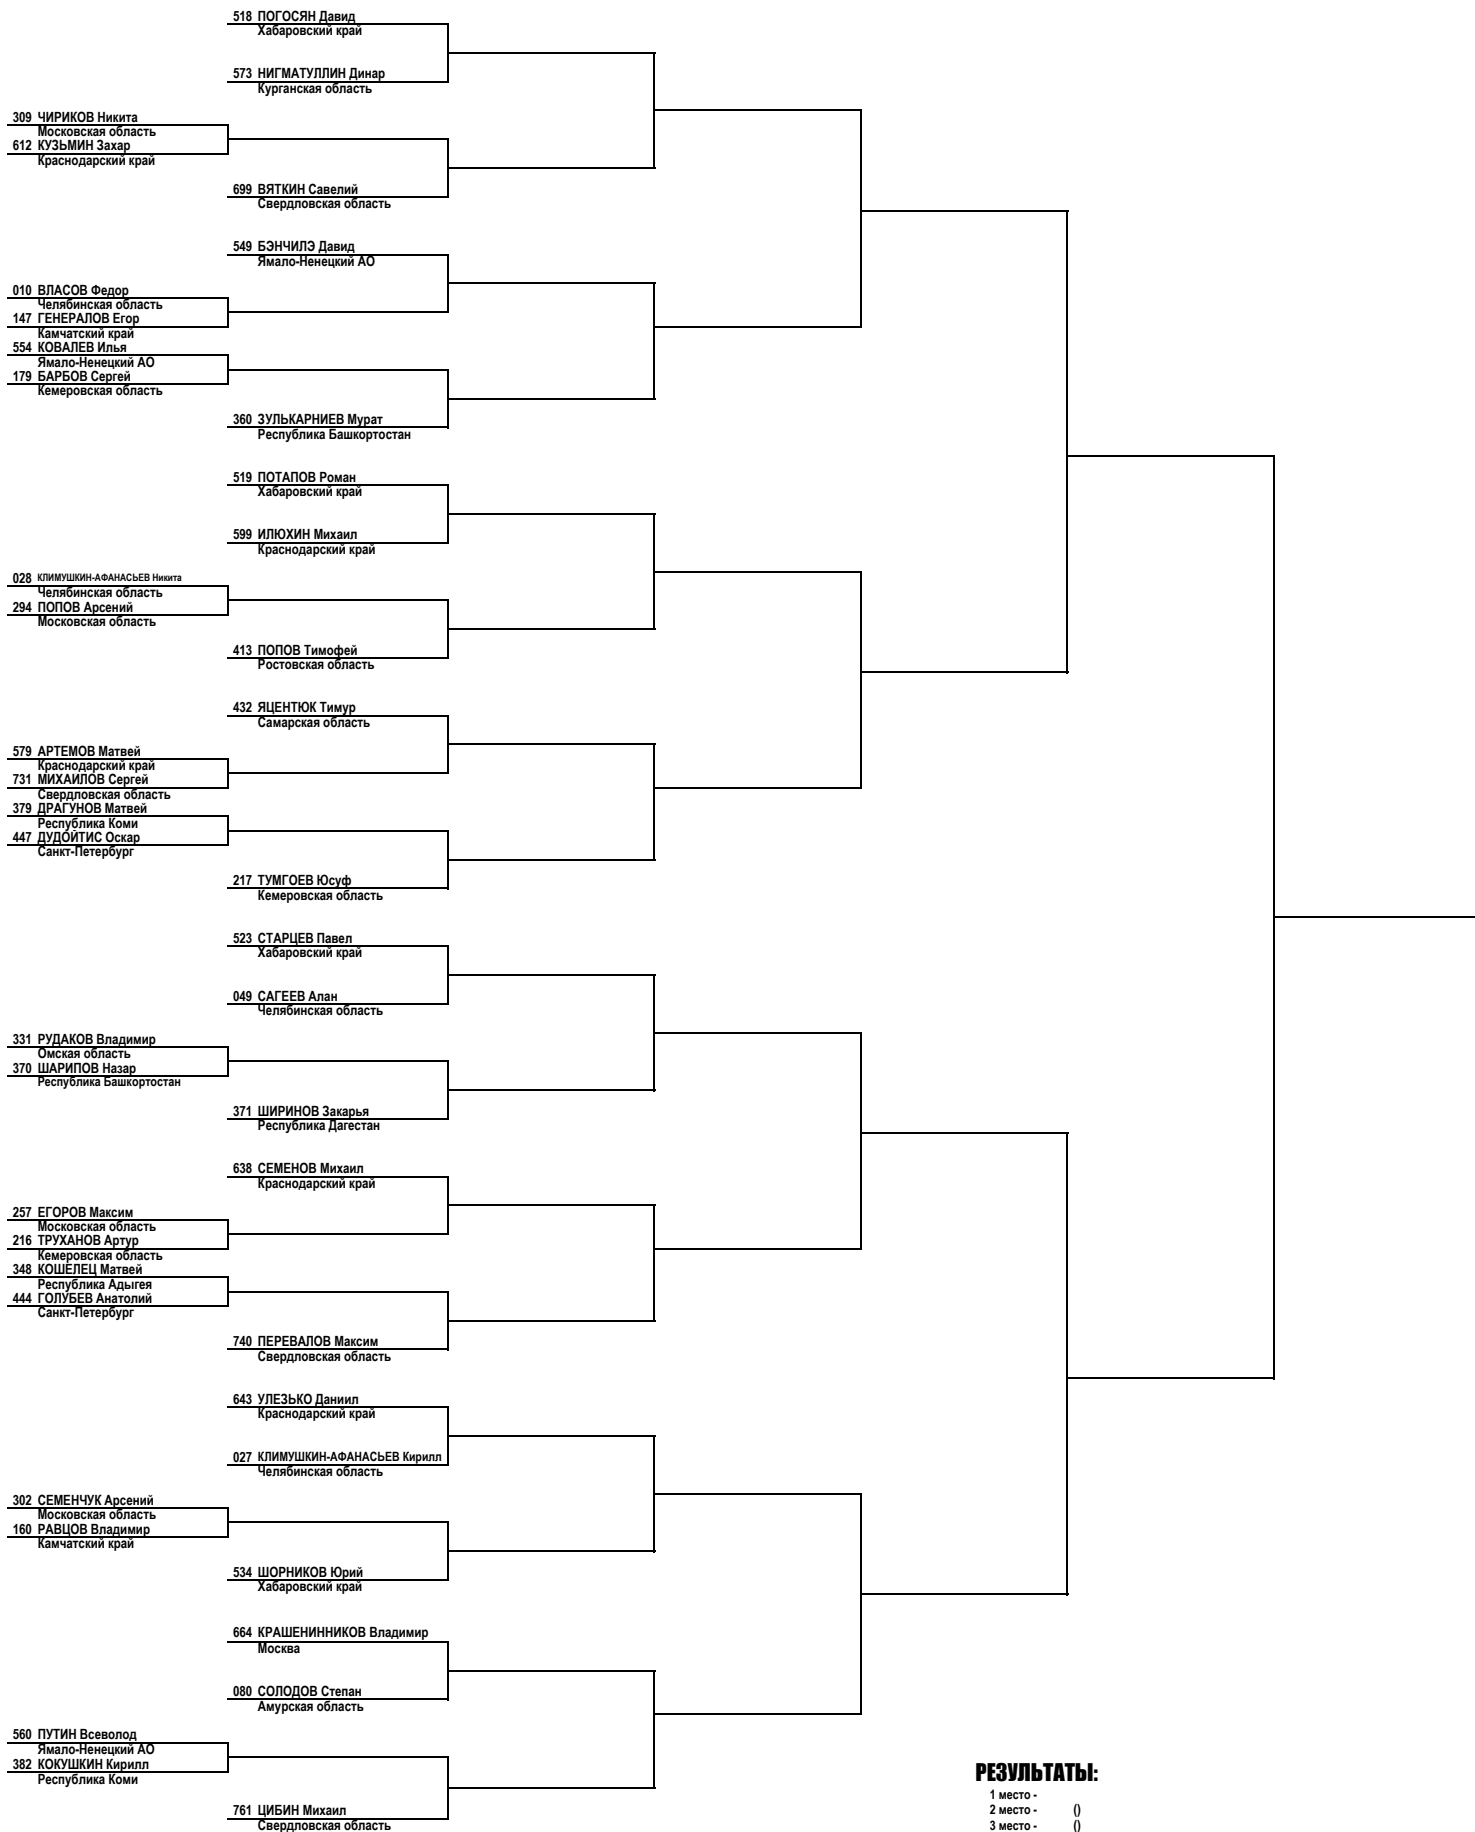 518 ПОГОСЯН Давид
Хабаровский край
573 НИГМАТУЛЛИН Динар
Курганская область
309 ЧИРИКОВ Никита
Московская область
612 КУЗЬМИН Захар
Краснодарский край
699 ВЯТКИН Савелий
Свердловская область
549 БЭНЧИЛЭ Давид
Ямало-Ненецкий АО
010 ВЛАСОВ Федор
Челябинская область
147 ГЕНЕРАЛОВ Егор
Камчатский край
554 КОВАЛЕВ Илья
Ямало-Ненецкий АО
179 БАРБОВ Сергей
Кемеровская область
360 ЗУЛЬКАРНИЕВ Мурат
Республика Башкортостан
519 ПОТАПОВ Роман
Хабаровский край
599 ИЛЮХИН Михаил
Краснодарский край
028 КЛИМУШКИН-АФАНАСЬЕВ Никита
Челябинская область
294 ПОПОВ Арсений
Московская область
413 ПОПОВ Тимофей
Ростовская область
432 ЯЦЕНТЮК Тимур
Самарская область
579 АРТЕМОВ Матвей
Краснодарский край
731 МИХАЙЛОВ Сергей
Свердловская область
379 ДРАГУНОВ Матвей
Республика Коми
447 ДУДОЙТИС Оскар
Санкт-Петербург
217 ТУМГОЕВ Юсуф
Кемеровская область
523 СТАРЦЕВ Павел
Хабаровский край
049 САГЕЕВ Алан
Челябинская область
331 РУДАКОВ Владимир
Омская область
370 ШАРИПОВ Назар
Республика Башкортостан
371 ШИРИНОВ Закарья
Республика Дагестан
638 СЕМЕНОВ Михаил
Краснодарский край
257 ЕГОРОВ Максим
Московская область
216 ТРУХАНОВ Артур
Кемеровская область
348 КОШЕЛЕЦ Матвей
Республика Адыгея
444 ГОЛУБЕВ Анатолий
Санкт-Петербург
740 ПЕРЕВАЛОВ Максим
Свердловская область
643 УЛЕЗЬКО Даниил
Краснодарский край
027 КЛИМУШКИН-АФАНАСЬЕВ Кирилл
Челябинская область
302 СЕМЕНЧУК Арсений
Московская область
160 РАВЦОВ Владимир
Камчатский край
534 ШОРНИКОВ Юрий
Хабаровский край
664 КРАШЕНИННИКОВ Владимир
Москва
080 СОЛОДОВ Степан
Амурская область
560 ПУТИН Всеволод
Ямало-Ненецкий АО
382 КОКУШКИН Кирилл
Республика Коми
761 ЦИБИН Михаил
Свердловская область
РЕЗУЛЬТАТЫ:
1 место -
2 место - ()
3 место - ()